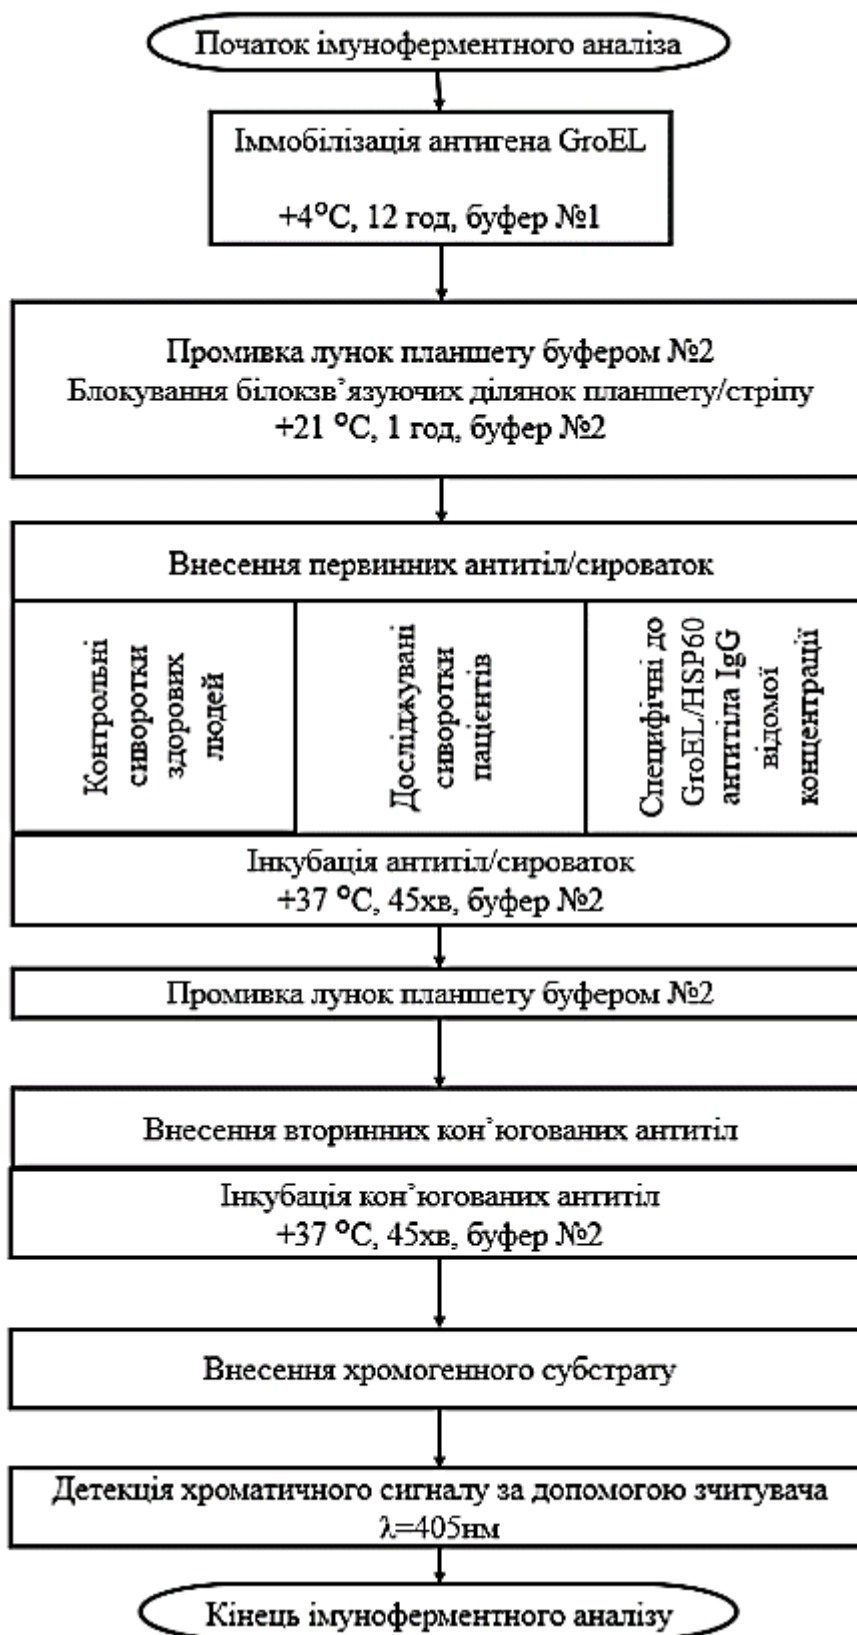 Початок імуноферментного аналіза
Іммобілізація антигена GroEL
+4°C, 12 год, буфер №1
Промивка лунок планшету буфером №2
Блокування білокзв’язуючих ділянок планшету/стріпу
+21 °C, 1 год, буфер №2
Внесення первинних антитіл/сироваток
Контрольні
сиворотки
здорових
людей
Досліджувані
сиворотки
пацієнтів
Специфічні до
GroEL/HSP60
антитіла IgG
відомої
концентрації
Інкубація антитіл/сироваток
+37 °C, 45хв, буфер №2
Промивка лунок планшету буфером №2
Внесення вторинних кон’югованих антитіл
Інкубація кон’югованих антитіл
+37 °C, 45хв, буфер №2
Внесення хромогенного субстрату
Детекція хроматичного сигналу за допомогою зчитувача
λ=405нм
Кінець імуноферментного аналізу